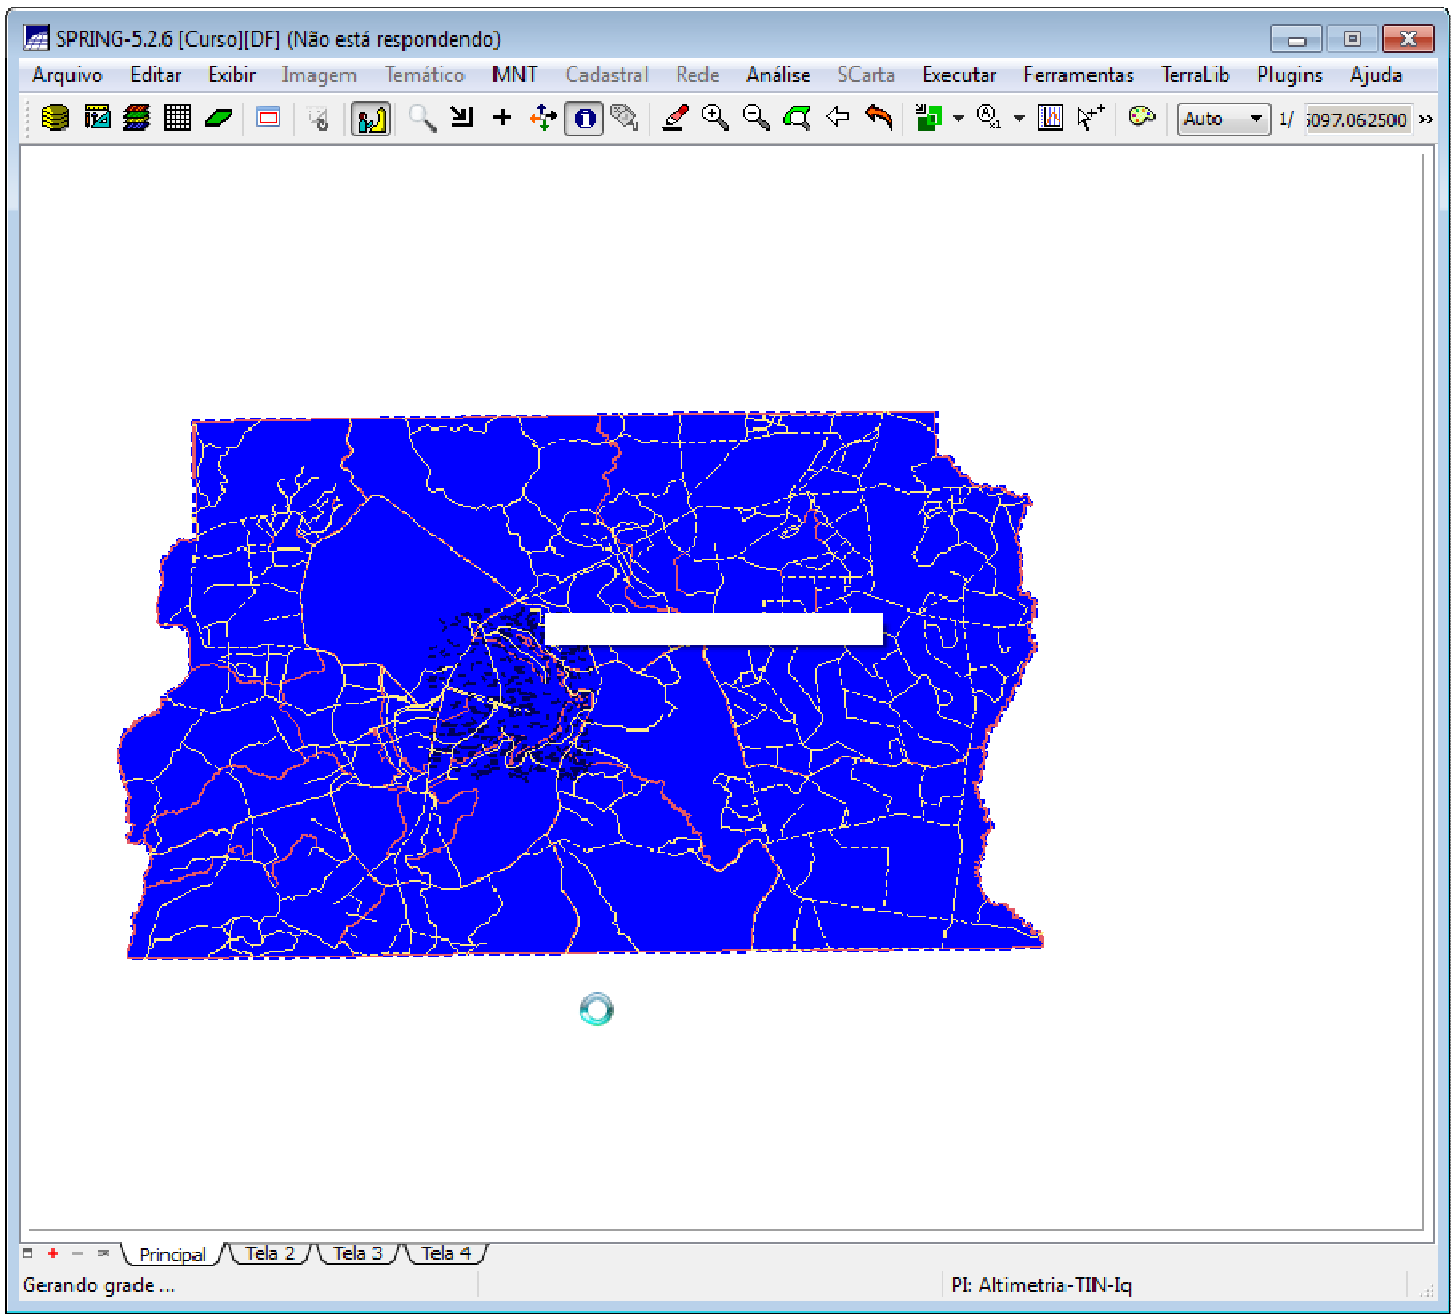 SPRING-5.2.6 [Curso][DF] (Não está respondendo)
Arquivo Editar Exibir Imagem Temático MNT Cadastral Rede Análise SCarta Executar Ferramentas TerraLib Plugins Ajuda
Auto 1/ 5097.062500 »
Principal Tela 2 Tela 3 Tela 4
Gerando grade ... PI: Altimetria-TIN-Iq